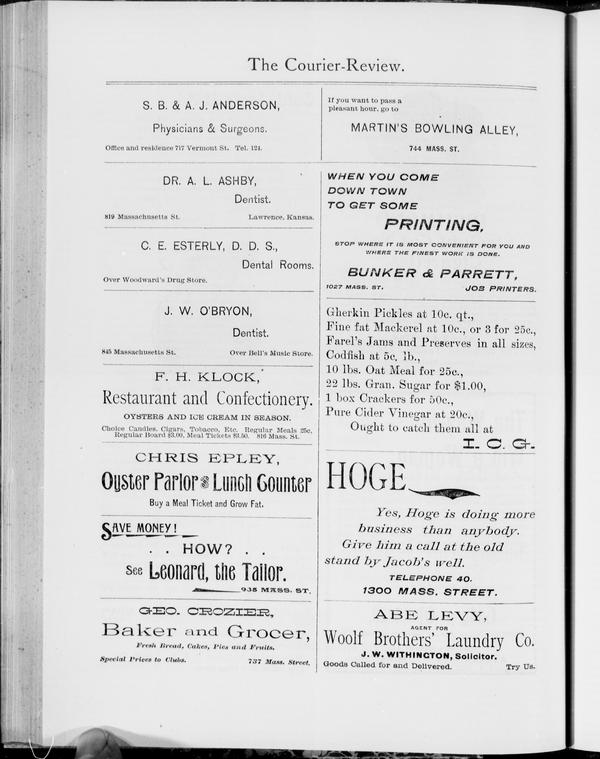 The Courier-Review.
S. B. & A. J. ANDERSON,
Physicians & Surgeons.
Office and residence 717 Vermont St. Tel. 124.
DR. A. L. ASHBY,
Dentist.
819 Massachusetts St. Lawrence, Kansas.
C. E. ESTERLY, D. D. S.,
Dental Rooms.
Over Woodward's Drug Store.
J. W. O'BRYON,
Dentist.
845 Massachusetts St. Over Bell's Music Store.
F. H. KLOCK,
Restaurant and Confectionery.
OYSTERS AND ICE CREAM IN SEASON.
Choice Candies, Cigars, Tobacco, Etc. Regular Meals 25c.
Regular Board $3.00, Meal Tickets $3.50. 816 Mass. St.
CHRIS EPLEY,
Oyster Parlor and Lunch Counter
Buy a Meal Ticket and Grow Fat.
SAVE MONEY!
. . HOW? . .
See Leonard, the Tailor.
935 MASS. ST.
GEO. CROZIER,
Baker and Grocer,
Fresh Bread, Cakes, Pies and Fruits.
Special Prices to Clubs. 737 Mass. Street.
If you want to pass a
pleasant hour, go to
MARTIN'S BOWLING ALLEY,
744 MASS. ST.
WHEN YOU COME
DOWN TOWN
TO GET SOME
PRINTING,
STOP WHERE IT IS MOST CONVENIENT FOR YOU AND
WHERE THE FINEST WORK IS DONE.
BUNKER & PARRETT,
1027 MASS. ST. JOB PRINTERS.
Gherkin Pickles at 10c. qt.,
Fine fat Mackerel at 10c., or 3 for 25c.,
Farel's Jams and Preserves in all sizes,
Codfish at 5c. lb.,
10 lbs. Oat Meal for 25c.,
22 lbs. Gran. Sugar for $1.00,
1 box Crackers for 50c.,
Pure Cider Vinegar at 20c.,
Ought to catch them all at
I. C. G.
HOGE
Yes, Hoge is doing more
business than anybody.
Give him a call at the old
stand by Jacob's well.
TELEPHONE 40.
1300 MASS. STREET.
ABE LEVY,
AGENT FOR
Woolf Brothers' Laundry Co.
J. W. WITHINGTON, Solicitor.
Goods Called for and Delivered. Try Us.